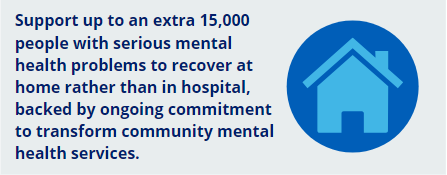 Support up to an extra 15,000
people with serious mental
health problems to recover at
home rather than in hospital,
backed by ongoing commitment
to transform community mental
health services.